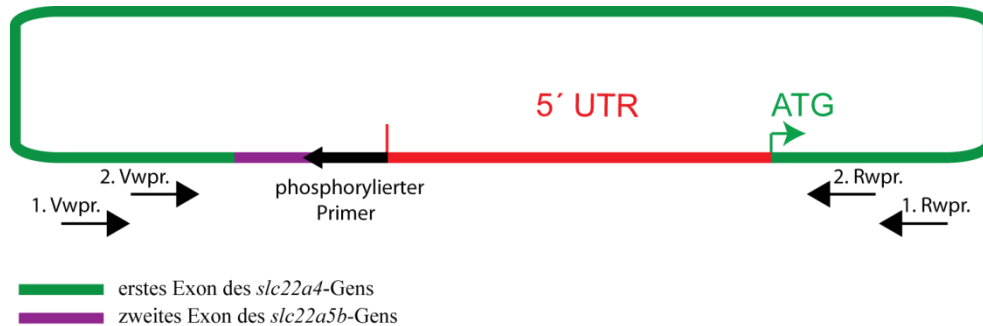 5´ UTR
ATG
phosphorylierter
Primer
2. Vwpr.
1. Vwpr.
2. Rwpr.
1. Rwpr.
erstes Exon des slc22a4-Gens
zweites Exon des slc22a5b-Gens